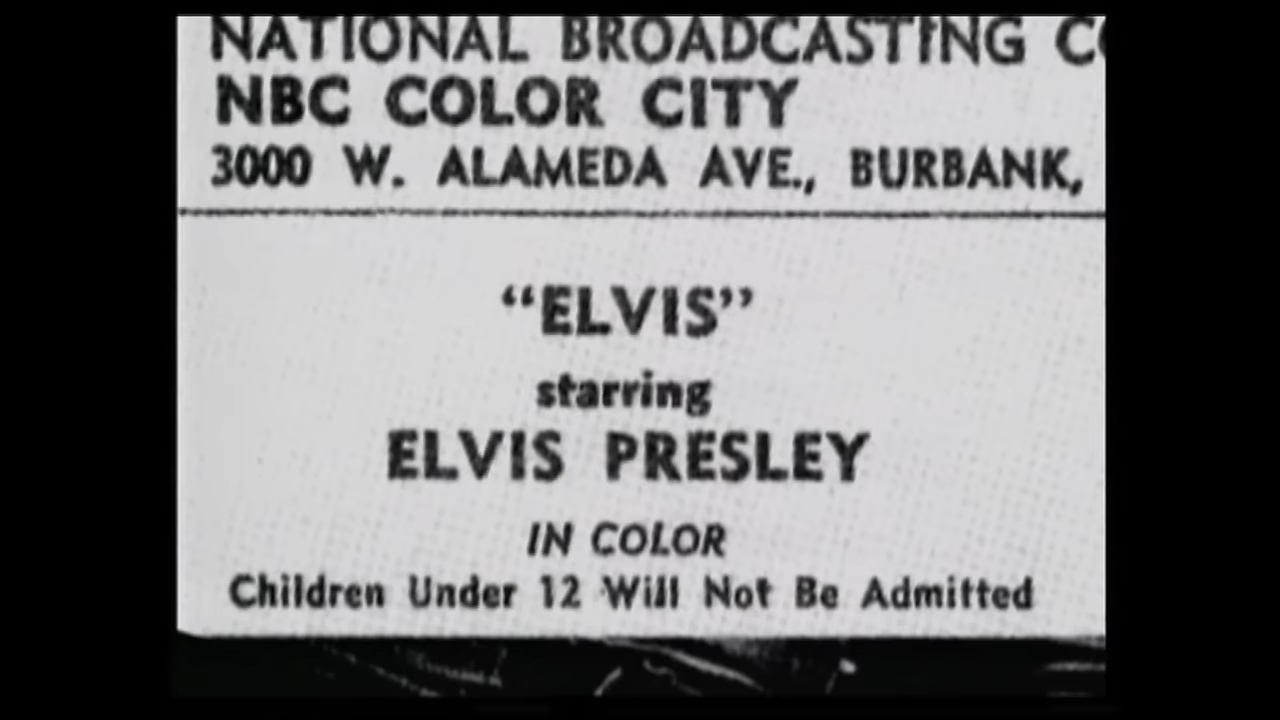 NATIONAL BROADCASTING
NBC COLOR CITY
3000 W. ALAMEDA AVE., BURBANK,
“ELVIS”
starring
ELVIS PRESLEY
IN COLOR
Children Under 12 Will Not Be Admitted